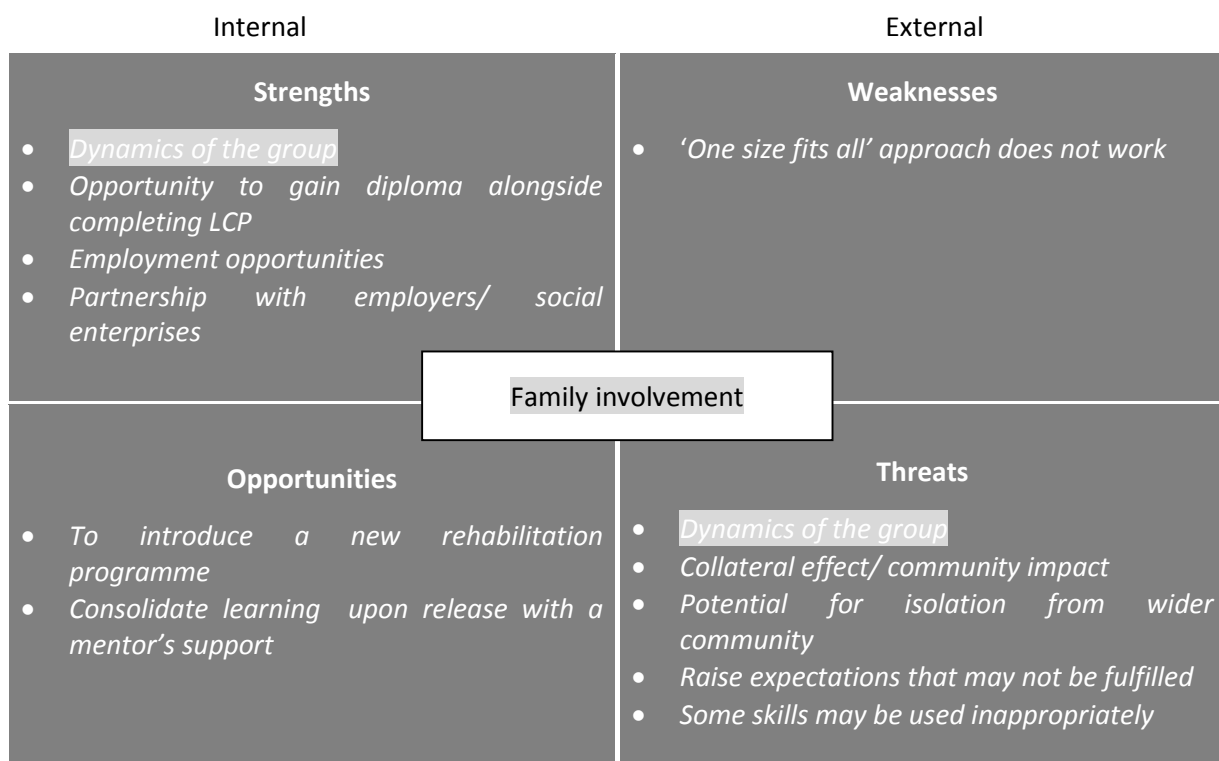 Internal
External
Strengths
• Dynamics of the group
• Opportunity to gain diploma alongside
completing LCP
• Employment opportunities
• Partnership with employers/ social
enterprises
Weaknesses
• ‘One size fits all’ approach does not work
Family involvement
Opportunities
• To introduce a new rehabilitation
programme
• Consolidate learning upon release with a
mentor’s support
Threats
• Dynamics of the group
• Collateral effect/ community impact
• Potential for isolation from wider
community
• Raise expectations that may not be fulfilled
• Some skills may be used inappropriately